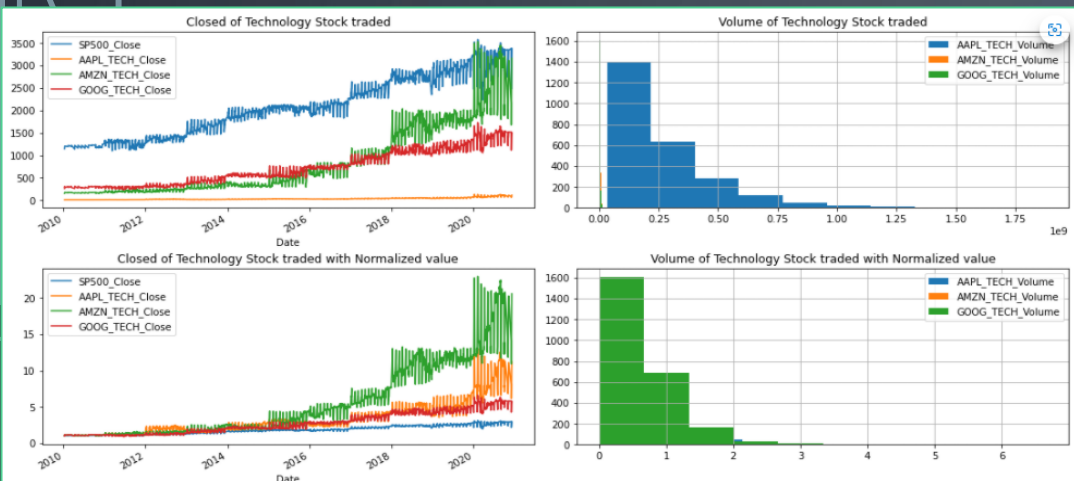 Closed of Technology Stock traded
3500
3000
2500
2000
1500
1000
500
0
SP500_Close
AAPL_TECH_Close
AMZN_TECH_Close
GOOG_TECH_Close
2010
2012
2014
2016
2018
2020
Date
Volume of Technology Stock traded
1600
1400
1200
1000
800
600
400
200
0
AAPL_TECH_Volume
AMZN_TECH_Volume
GOOG_TECH_Volume
0.00
0.25
0.50
0.75
1.00
1.25
1.50
1.75
1e9
Closed of Technology Stock traded with Normalized value
20
15
10
5
0
SP500_Close
AAPL_TECH_Close
AMZN_TECH_Close
GOOG_TECH_Close
2010
2012
2014
2016
2018
2020
Date
Volume of Technology Stock traded with Normalized value
1600
1400
1200
1000
800
600
400
200
0
AAPL_TECH_Volume
AMZN_TECH_Volume
GOOG_TECH_Volume
0
1
2
3
4
5
6